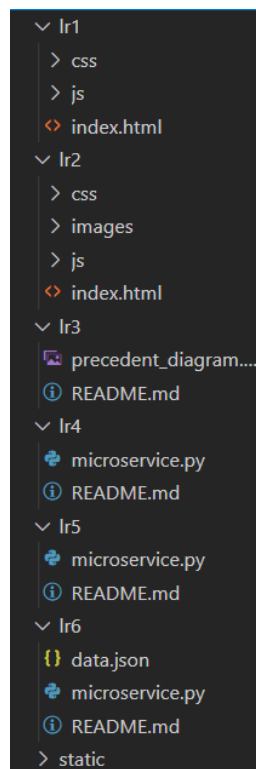 lr1
css
js
index.html
lr2
css
images
js
index.html
lr3
precedent_diagram....
README.md
lr4
microservice.py
README.md
lr5
microservice.py
README.md
lr6
data.json
microservice.py
README.md
static